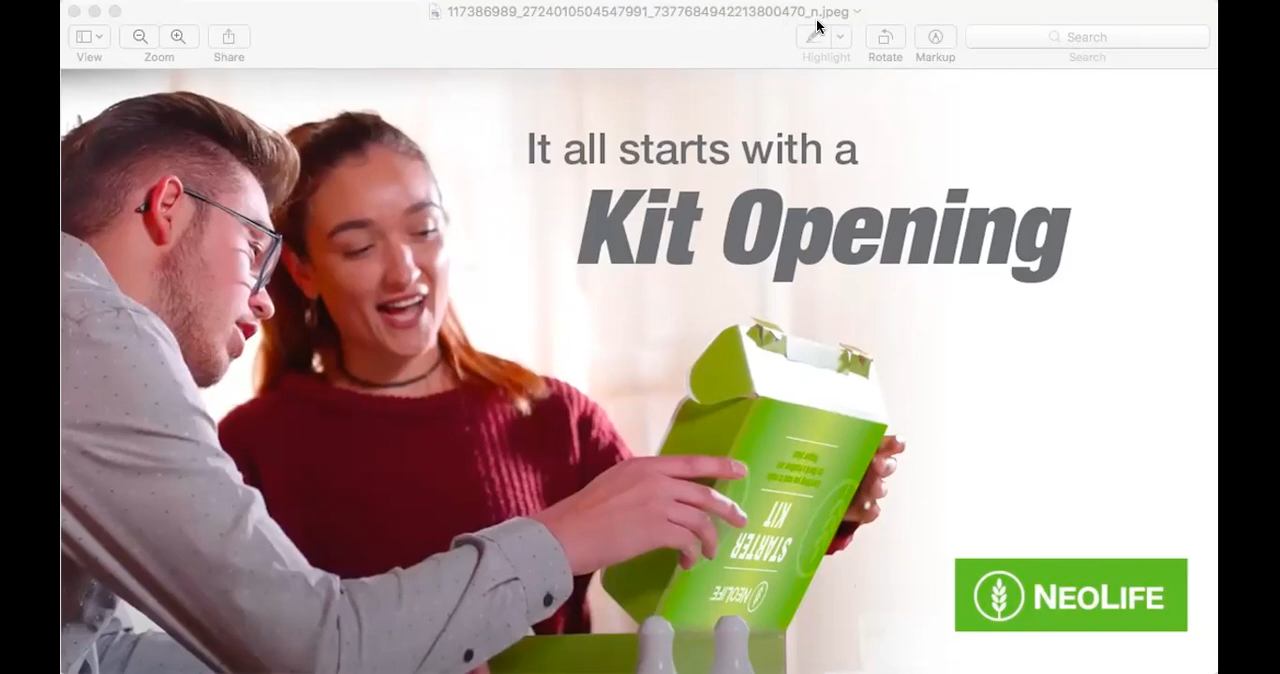 117386989_2724010504547991_7377684942213800470_n.jpeg
View
Zoom
Share
Highlight
Rotate
Markup
Search
Search
It all starts with a
Kit Opening
STARTER
KIT
NEOLIFE
NEOLIFE